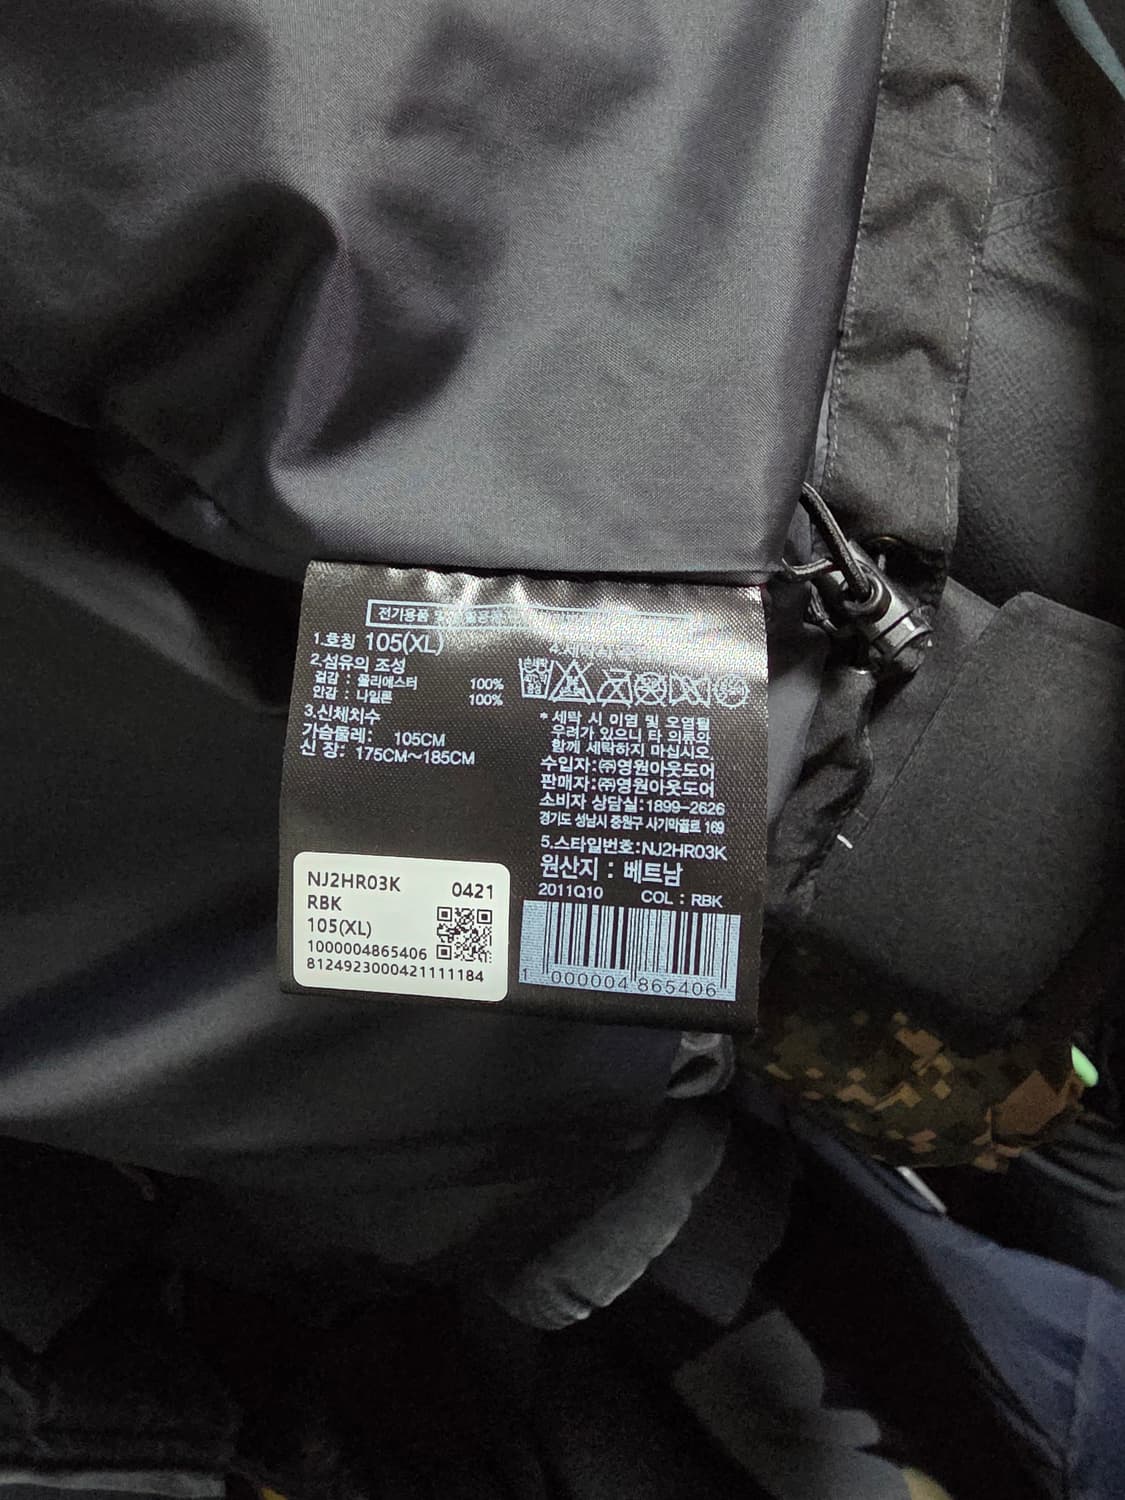 전기용품
1.호칭 105(XL)
2.섬유의 조성
겉감 : 폴리에스터 100%
안감 : 나일론 100%
3.신체치수
가슴둘레: 105CM
신 장: 175CM~185CM
* 세탁 시 이염 및 오염될
우려가 있으니 타 의류와
함께 세탁하지 마십시오.
수입자:㈜영원아웃도어
판매자:㈜영원아웃도어
소비자 상담실:1899-2626
경기도 성남시 중원구 사기막골로 169
5.스타일번호:NJ2HR03K
원산지 : 베트남
2011Q10 COL : RBK
1 000004 865406
NJ2HR03K 0421
RBK
105(XL)
1000004865406
8124923000421111184